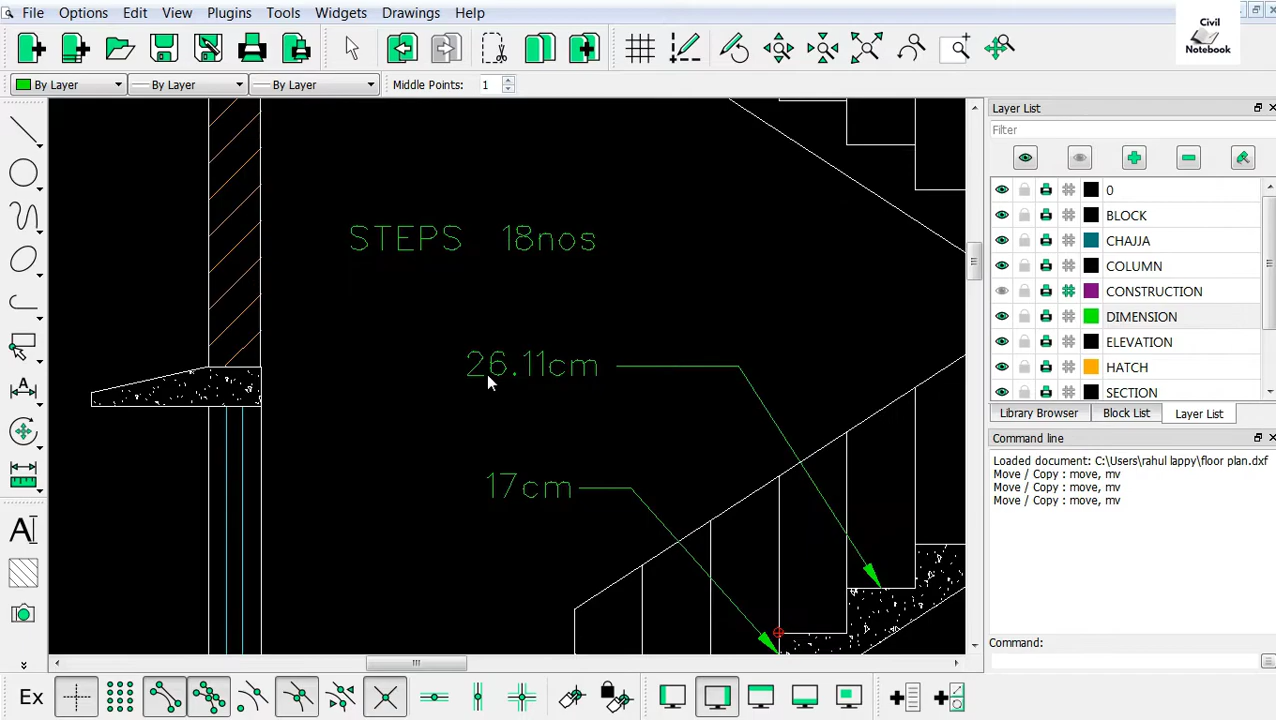 File Options Edit View Plugins Tools Widgets Drawings Help
Civil
Notebook
By Layer By Layer By Layer Middle Points: 1
Layer List
Filter
0
BLOCK
CHAJJA
COLUMN
CONSTRUCTION
DIMENSION
ELEVATION
HATCH
SECTION
Library Browser Block List Layer List
Command line
Loaded document: C:\Users\rahul lappy\floor plan.dxf
Move / Copy : move, mv
Move / Copy : move, mv
Move / Copy : move, mv
Command:
STEPS 18nos
26.11cm
17cm
A
A
Ex